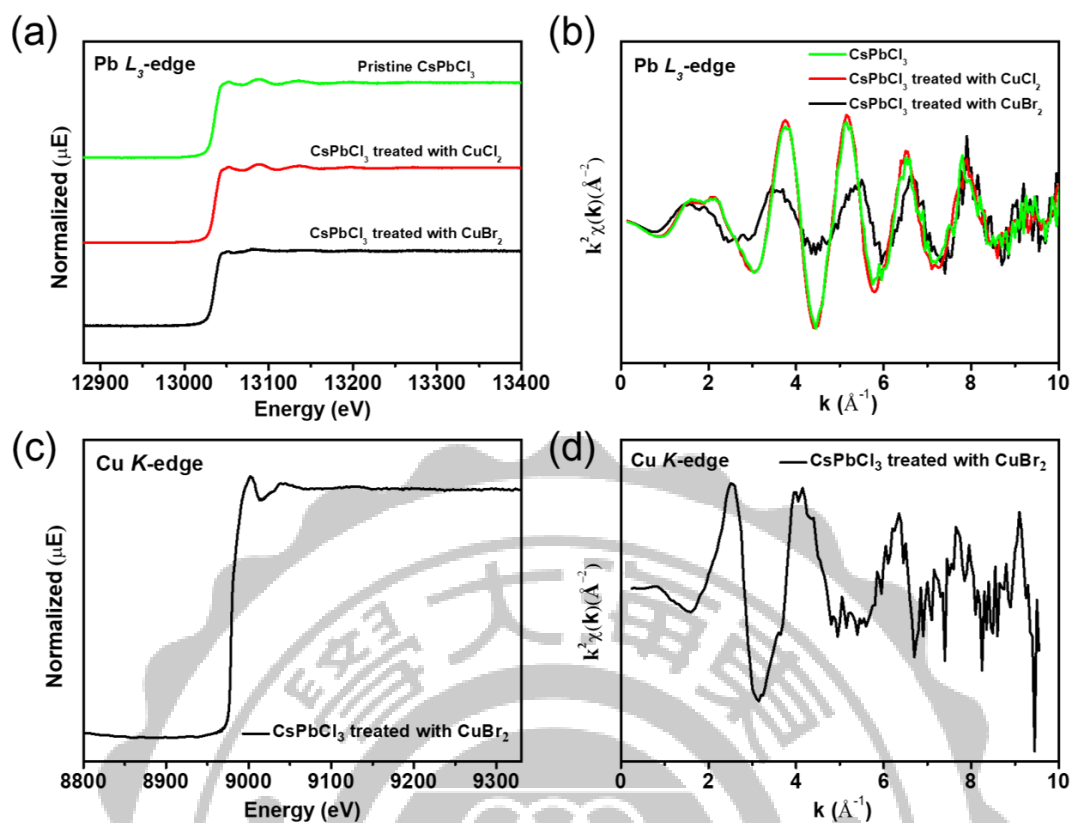 (a)
Pb L₃-edge
Pristine CsPbCl₃
CsPbCl₃ treated with CuCl₂
CsPbCl₃ treated with CuBr₂
Normalized (μE)
12900 13000 13100 13200 13300 13400
Energy (eV)
(b)
Pb L₃-edge
CsPbCl₃
CsPbCl₃ treated with CuCl₂
CsPbCl₃ treated with CuBr₂
k²χ(k)(Å⁻²)
0 2 4 6 8 10
k (Å⁻¹)
(c)
Cu K-edge
CsPbCl₃ treated with CuBr₂
Normalized (μE)
8800 8900 9000 9100 9200 9300
Energy (eV)
(d)
Cu K-edge
CsPbCl₃ treated with CuBr₂
k²χ(k)(Å⁻²)
0 2 4 6 8 10
k (Å⁻¹)